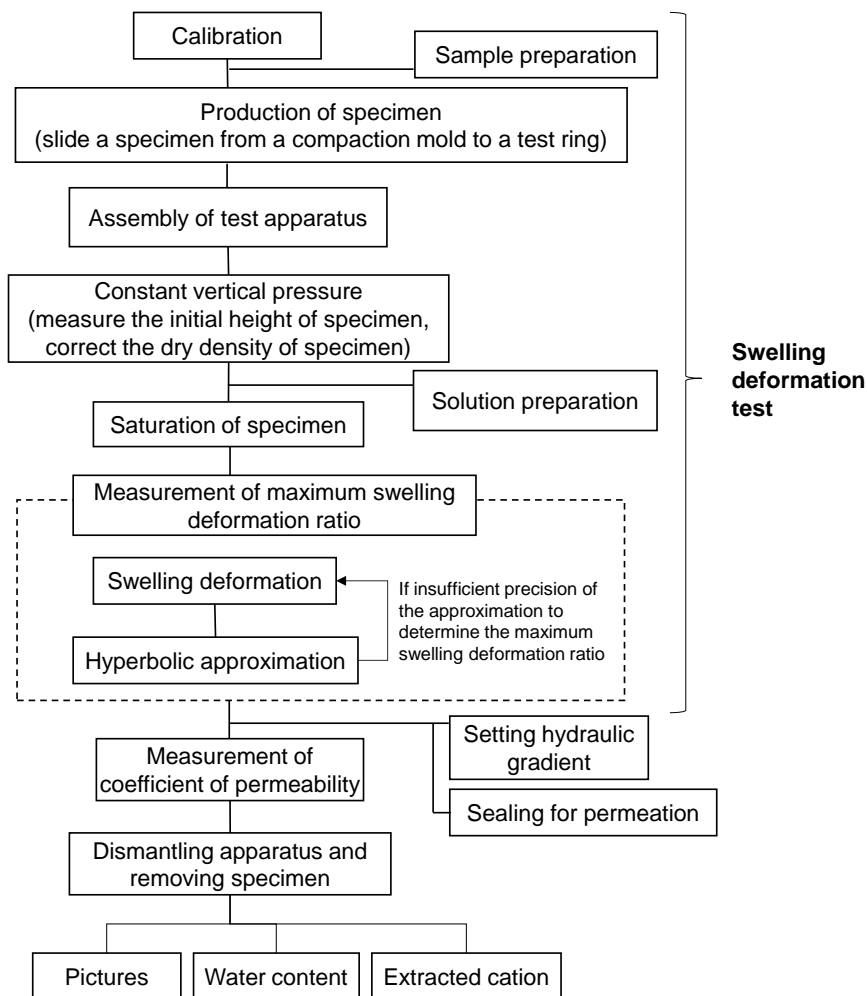 Calibration
Sample preparation
Production of specimen
(slide a specimen from a compaction mold to a test ring)
Assembly of test apparatus
Constant vertical pressure
(measure the initial height of specimen,
correct the dry density of specimen)
Solution preparation
Saturation of specimen
Swelling
deformation
test
Measurement of maximum swelling
deformation ratio
Swelling deformation
If insufficient precision of
the approximation to
determine the maximum
swelling deformation ratio
Hyperbolic approximation
Setting hydraulic
gradient
Measurement of
coefficient of permeability
Sealing for permeation
Dismantling apparatus and
removing specimen
Pictures
Water content
Extracted cation